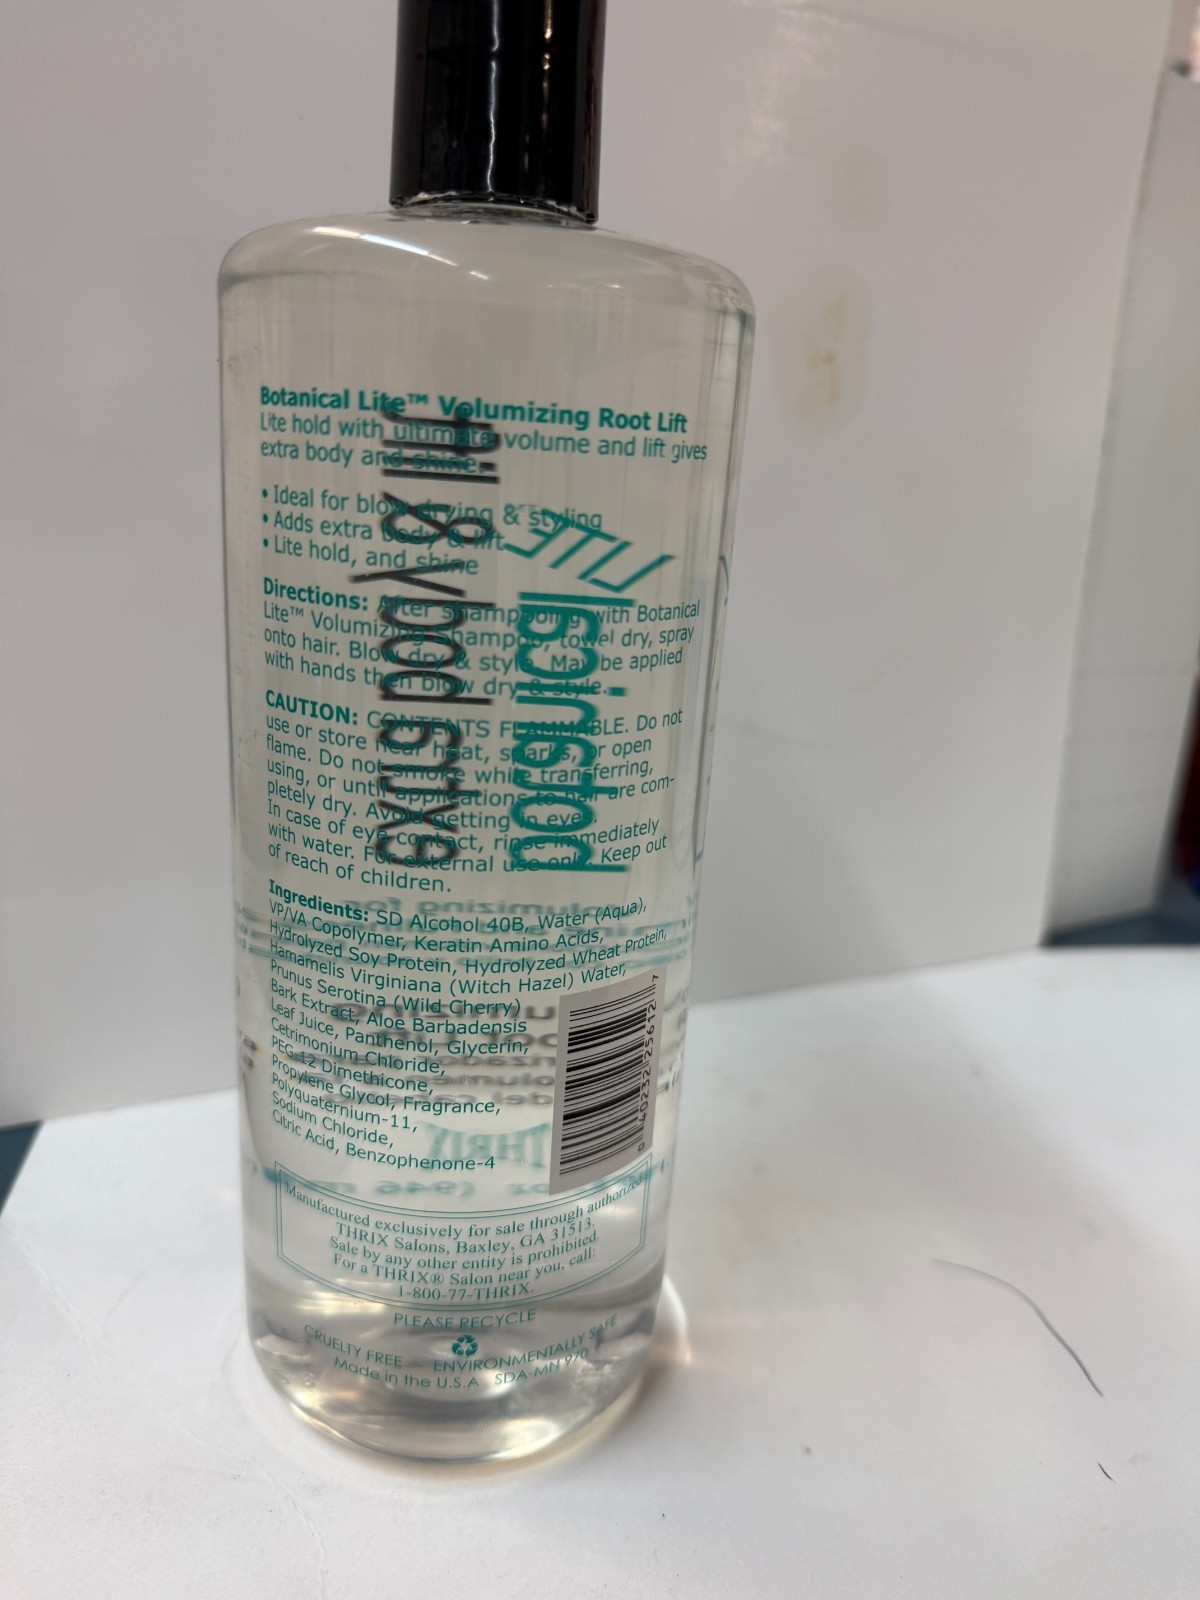 Botanical Lite™ Volumizing Root Lift
Lite hold with ultimate volume and lift gives
extra body and shine.
• Ideal for blow drying & styling
• Adds extra body & lift
• Lite hold, and shine
Directions: After shampooing with Botanical
Lite™ Volumizing Shampoo, towel dry, spray
onto hair. Blow dry & style. May be applied
with hands then blow dry & style.
CAUTION: CONTENTS FLAMMABLE. Do not
use or store near heat, sparks, or open
flame. Do not smoke while transferring,
using, or until applications to hair are com-
pletely dry. Avoid getting in eyes.
In case of eye contact, rinse immediately
with water. For external use only. Keep out
of reach of children.
Ingredients: SD Alcohol 40B, Water (Aqua),
VP/VA Copolymer, Keratin Amino Acids,
Hydrolyzed Soy Protein, Hydrolyzed Wheat Protein,
Hamamelis Virginiana (Witch Hazel) Water,
Prunus Serotina (Wild Cherry)
Bark Extract, Aloe Barbadensis
Leaf Juice, Panthenol, Glycerin,
Cetrimonium Chloride,
PEG-12 Dimethicone,
Propylene Glycol, Fragrance,
Polyquaternium-11,
Sodium Chloride,
Citric Acid, Benzophenone-4
0 40232 25612 7
Manufactured exclusively for sale through authorized
THRIX Salons, Baxley, GA 31513.
Sale by any other entity is prohibited.
For a THRIX® Salon near you, call:
1-800-77-THRIX.
PLEASE RECYCLE
CRUELTY FREE ENVIRONMENTALLY SAFE
Made in the U.S.A SDA-MN 970
extra body & lift
botanical
LITE
THRIX